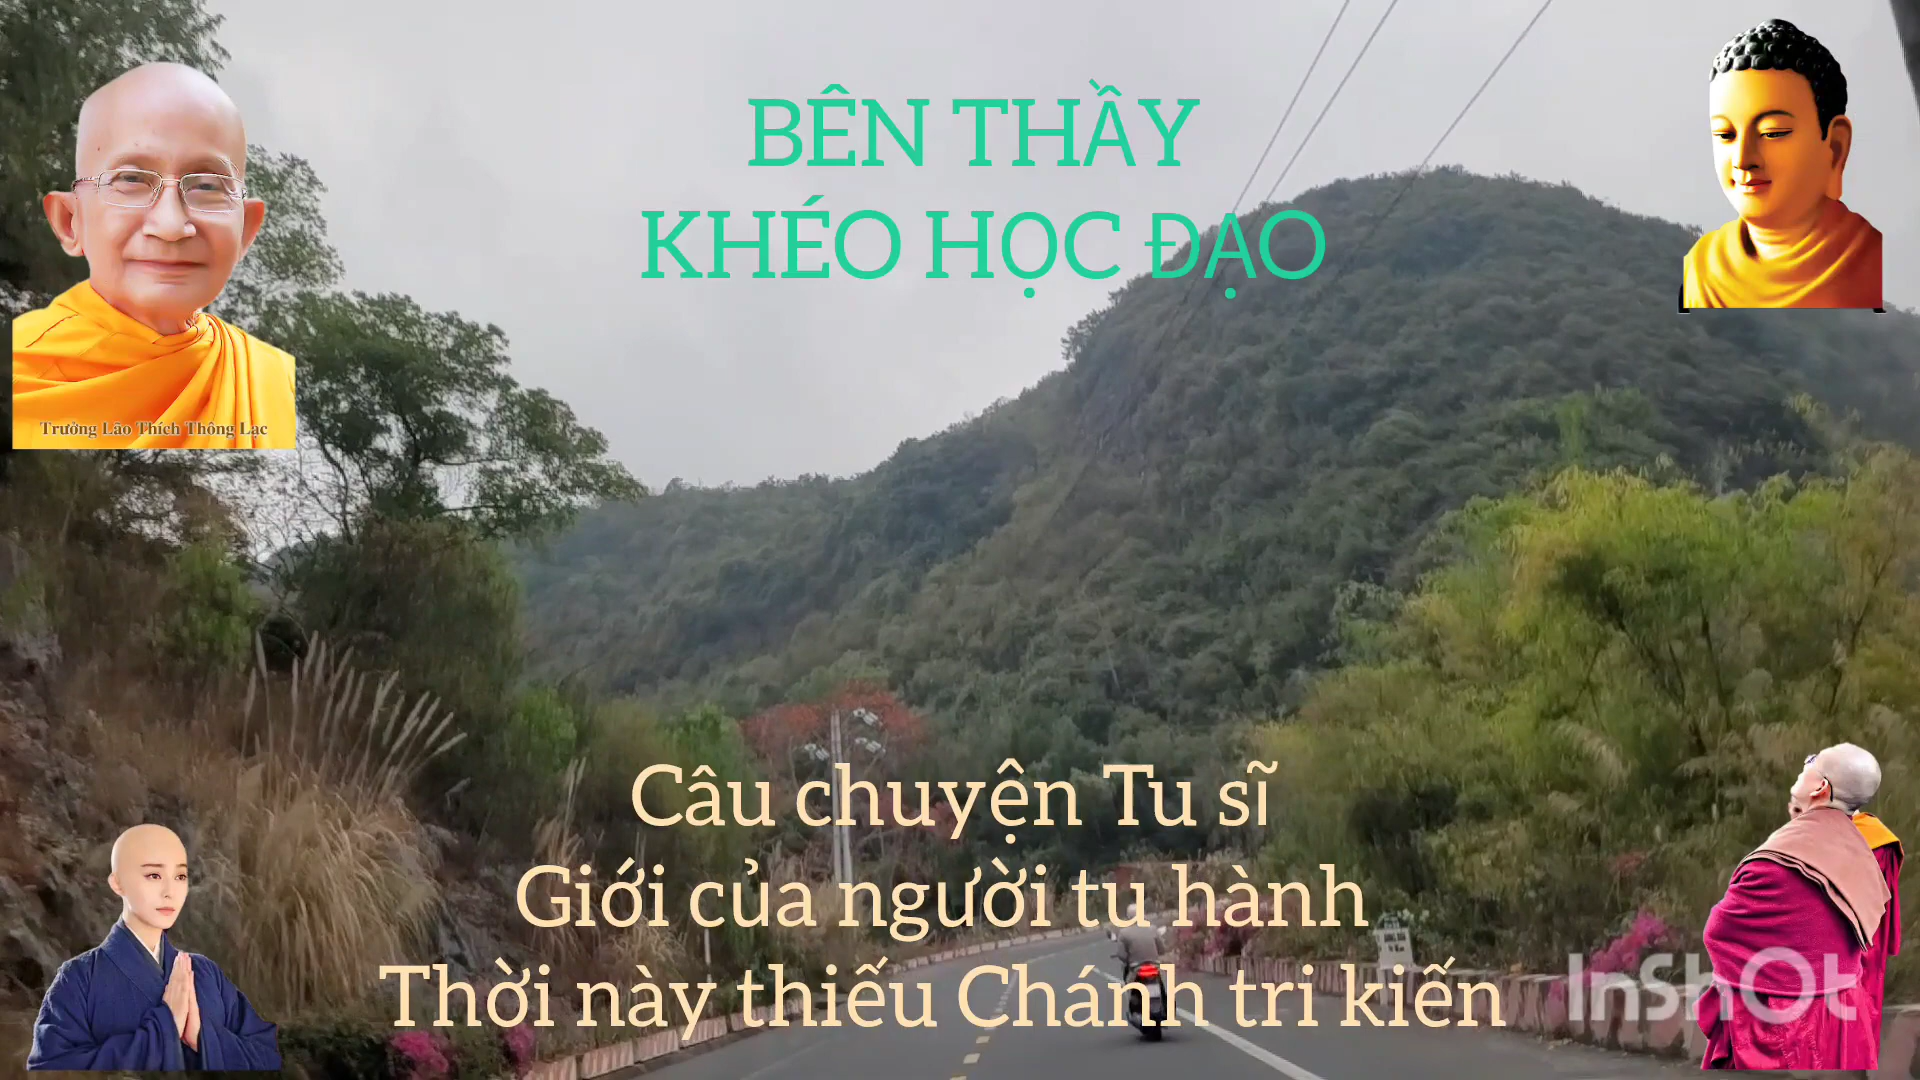 BÊN THẦY
KHÉO HỌC ĐẠO
Trưởng Lão Thích Thông Lạc
Câu chuyện Tu sĩ
Giới của người tu hành
Thời này thiếu Chánh tri kiến
InShOt